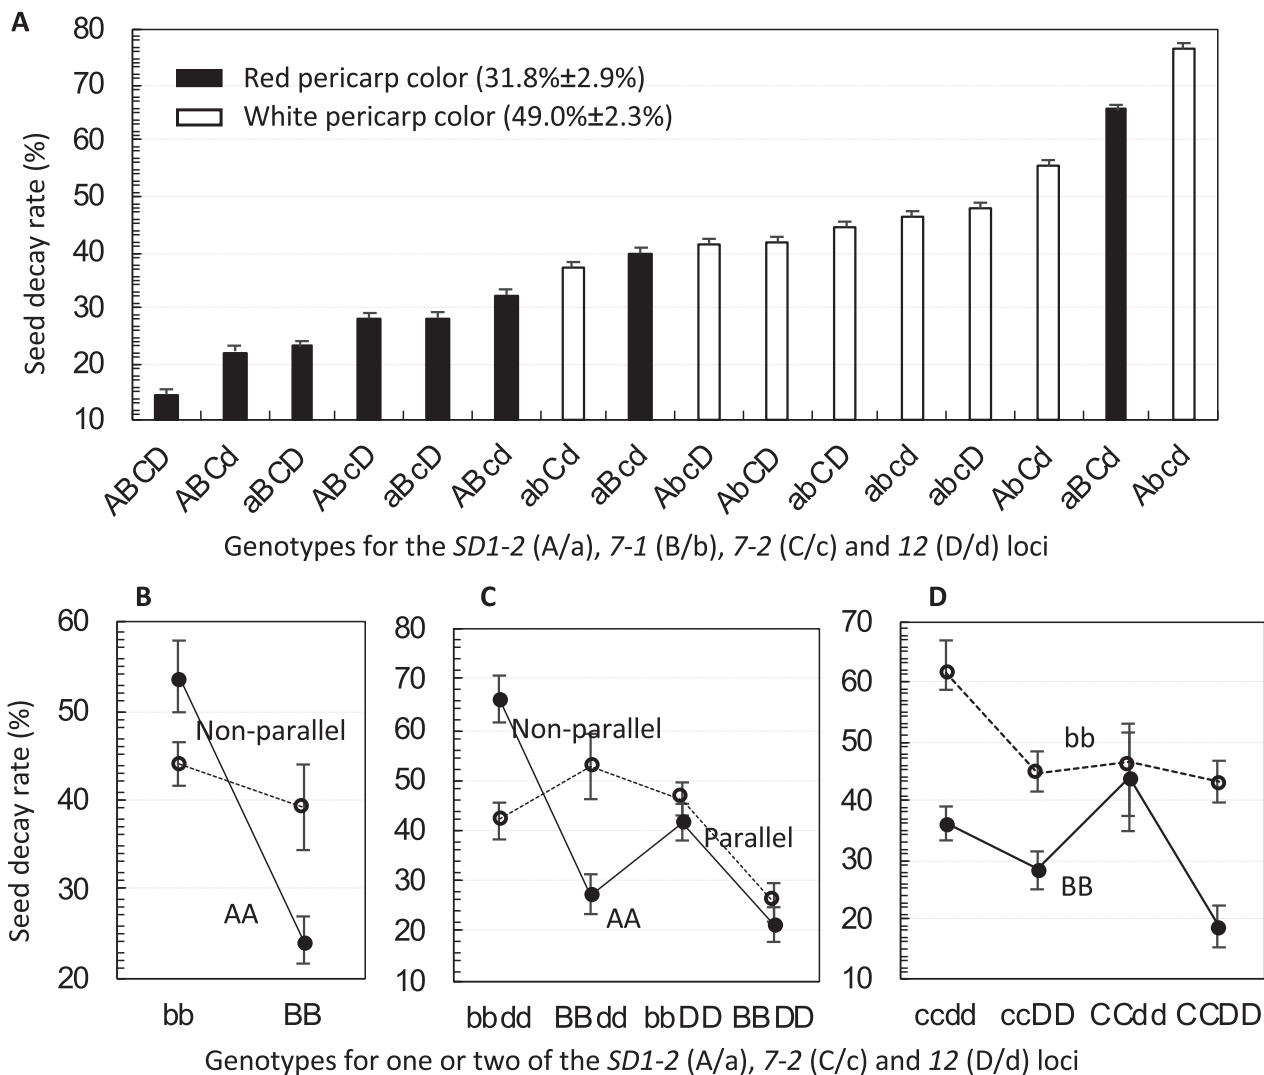 A
80
70
60
50
40
30
20
10
Seed decay rate (%)
Red pericarp color (31.8%±2.9%)
White pericarp color (49.0%±2.3%)
ABCD ABCd aBCD ABcD aBcD ABcd abCd aBcd AbcD AbCD abCD abcd abcD AbCd aBCd Abcd
Genotypes for the SD1-2 (A/a), 7-1 (B/b), 7-2 (C/c) and 12 (D/d) loci
B
60
50
40
30
20
Seed decay rate (%)
Non-parallel
AA
bb BB
C
80
70
60
50
40
30
20
10
Non-parallel
Parallel
AA
bbdd BBdd bbDD BBDD
D
70
60
50
40
30
20
10
bb
BB
ccdd ccDD CCdd CCDD
Genotypes for one or two of the SD1-2 (A/a), 7-2 (C/c) and 12 (D/d) loci